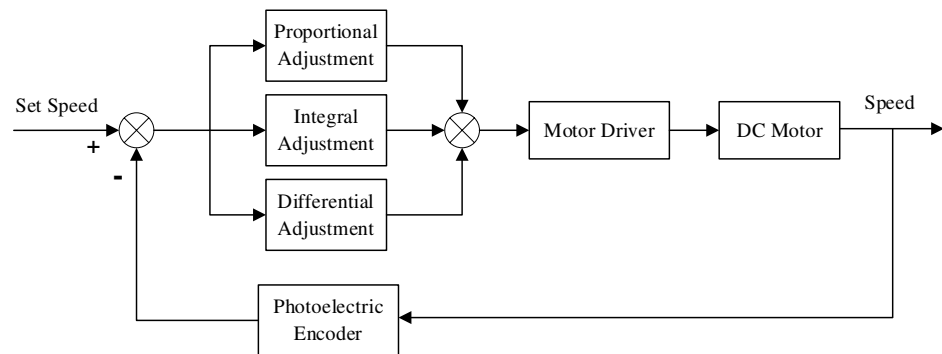 Proportional
Adjustment
Set Speed
+
-
Integral
Adjustment
Differential
Adjustment
Motor Driver
DC Motor
Speed
Photoelectric
Encoder